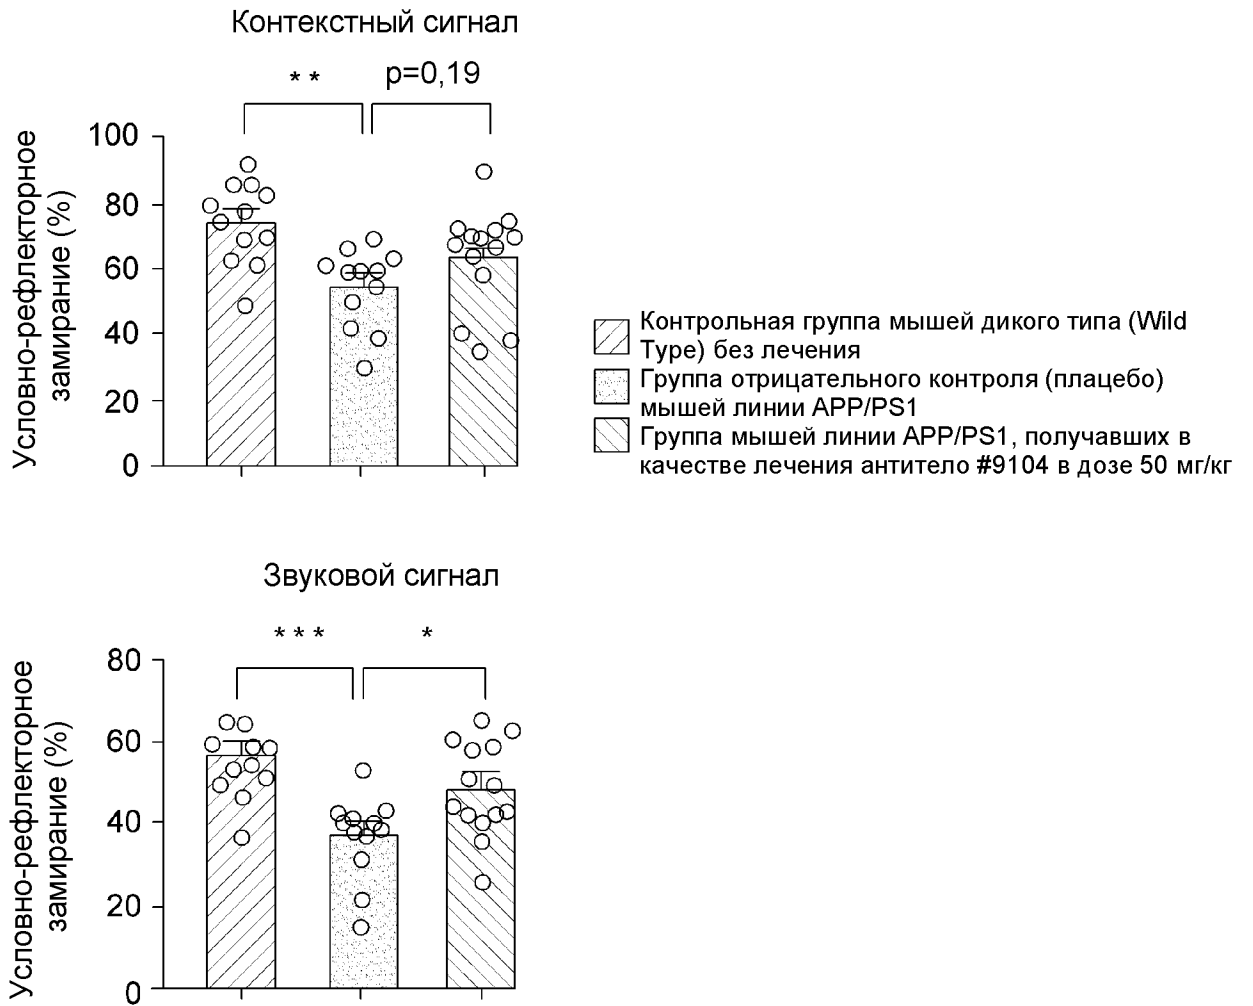 Контекстный сигнал
* *
p=0,19
Условно-рефлекторное
замирание (%)
100
80
60
40
20
0
Контрольная группа мышей дикого типа (Wild
Type) без лечения
Группа отрицательного контроля (плацебо)
мышей линии APP/PS1
Группа мышей линии APP/PS1, получавших в
качестве лечения антитело #9104 в дозе 50 мг/кг
Звуковой сигнал
* * *
*
Условно-рефлекторное
замирание (%)
80
60
40
20
0